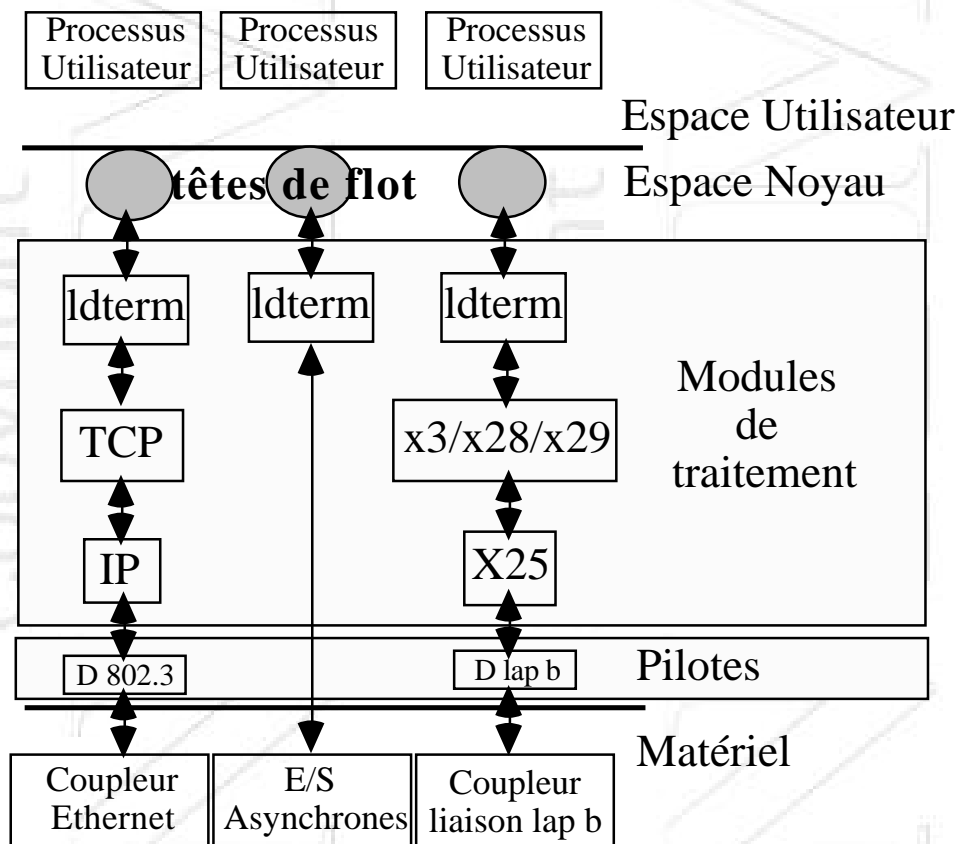 Processus
Utilisateur
Processus
Utilisateur
Processus
Utilisateur
Espace Utilisateur
têtes de flot
Espace Noyau
ldterm
ldterm
ldterm
Modules
de
traitement
TCP
x3/x28/x29
IP
X25
D 802.3
D lap b
Pilotes
Matériel
Coupleur
Ethernet
E/S
Asynchrones
Coupleur
liaison lap b